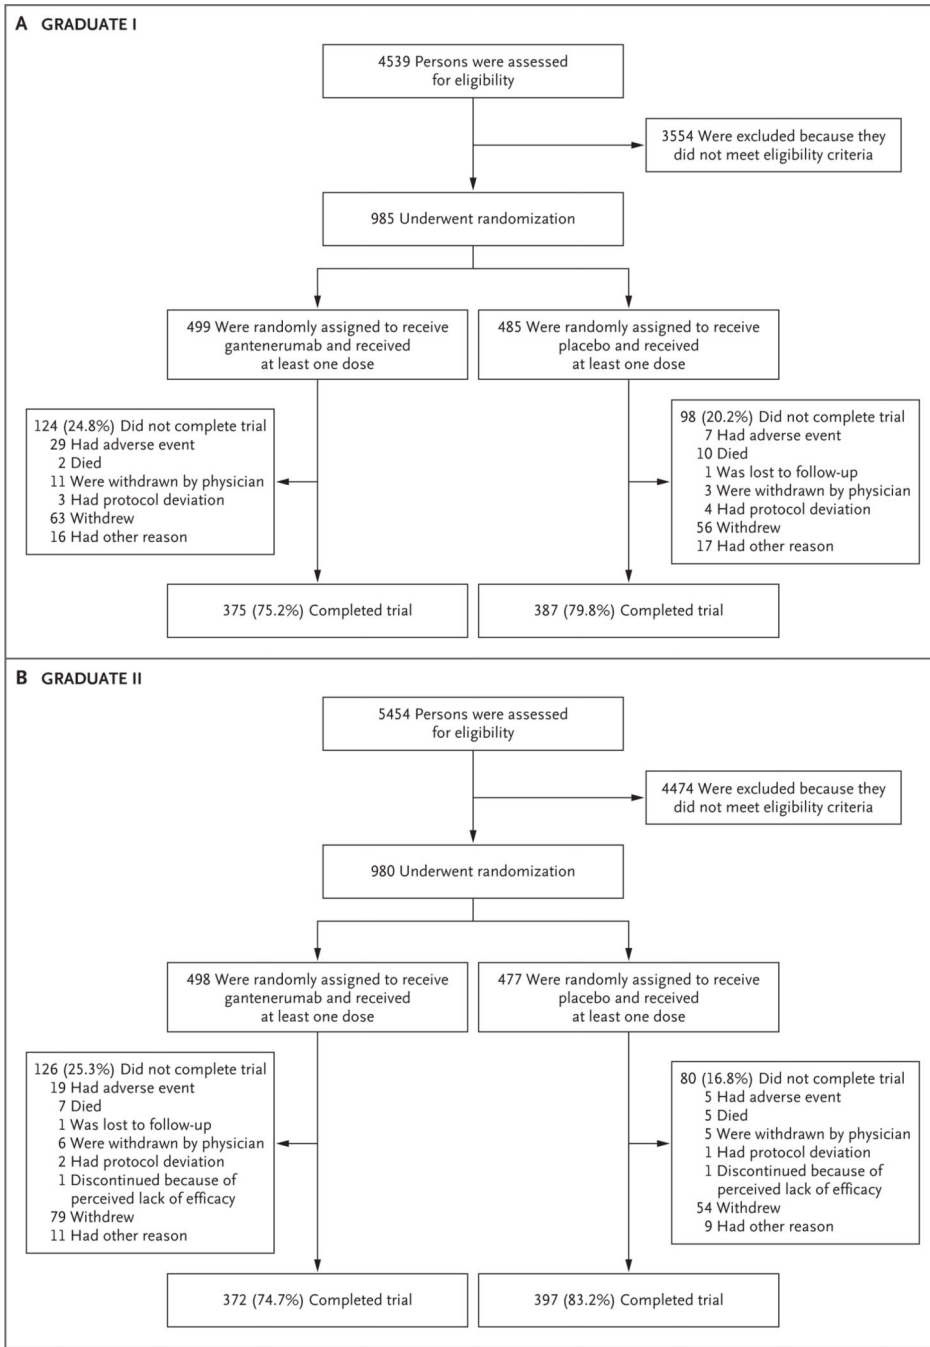 A GRADUATE I
4539 Persons were assessed
for eligibility
3554 Were excluded because they
did not meet eligibility criteria
985 Underwent randomization
499 Were randomly assigned to receive
gantenerumab and received
at least one dose
485 Were randomly assigned to receive
placebo and received
at least one dose
124 (24.8%) Did not complete trial
29 Had adverse event
2 Died
11 Were withdrawn by physician
3 Had protocol deviation
63 Withdrew
16 Had other reason
98 (20.2%) Did not complete trial
7 Had adverse event
10 Died
1 Was lost to follow-up
3 Were withdrawn by physician
4 Had protocol deviation
56 Withdrew
17 Had other reason
375 (75.2%) Completed trial
387 (79.8%) Completed trial
B GRADUATE II
5454 Persons were assessed
for eligibility
4474 Were excluded because they
did not meet eligibility criteria
980 Underwent randomization
498 Were randomly assigned to receive
gantenerumab and received
at least one dose
477 Were randomly assigned to receive
placebo and received
at least one dose
126 (25.3%) Did not complete trial
19 Had adverse event
7 Died
1 Was lost to follow-up
6 Were withdrawn by physician
2 Had protocol deviation
1 Discontinued because of
perceived lack of efficacy
79 Withdrew
11 Had other reason
80 (16.8%) Did not complete trial
5 Had adverse event
5 Died
5 Were withdrawn by physician
1 Had protocol deviation
1 Discontinued because of
perceived lack of efficacy
54 Withdrew
9 Had other reason
372 (74.7%) Completed trial
397 (83.2%) Completed trial